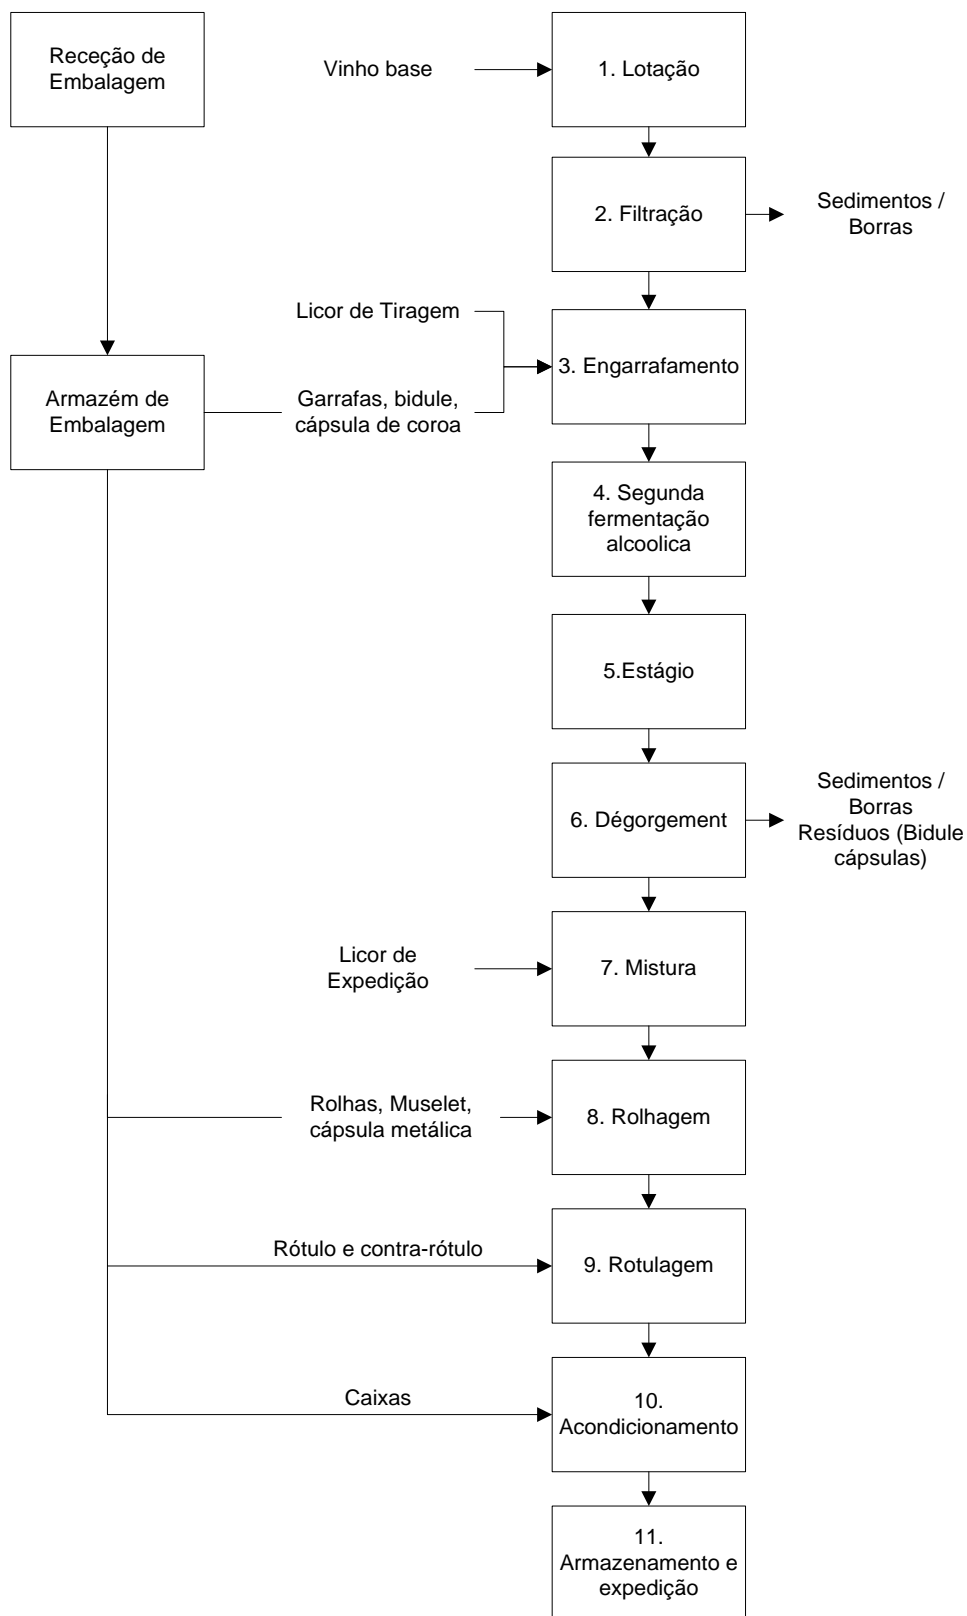 Receção de
Embalagem
Vinho base
1. Lotação
2. Filtração
Sedimentos /
Borras
Licor de Tiragem
3. Engarrafamento
Armazém de
Embalagem
Garrafas, bidule,
cápsula de coroa
4. Segunda
fermentação
alcoolica
5.Estágio
6. Dégorgement
Sedimentos /
Borras
Resíduos (Bidule
cápsulas)
Licor de
Expedição
7. Mistura
Rolhas, Muselet,
cápsula metálica
8. Rolhagem
Rótulo e contra-rótulo
9. Rotulagem
Caixas
10.
Acondicionamento
11.
Armazenamento e
expedição